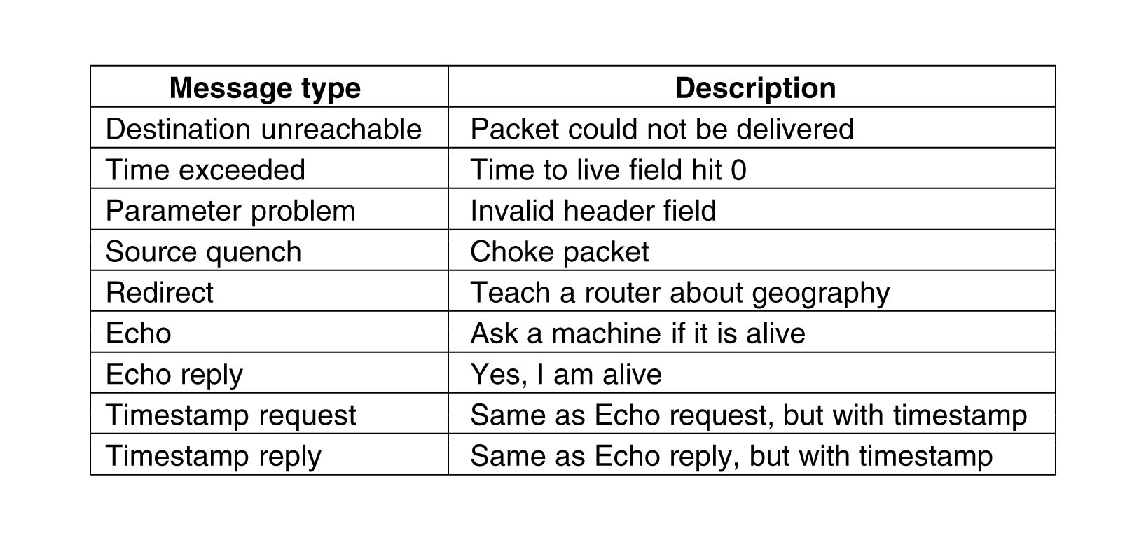 Message type Description
Destination unreachable Packet could not be delivered
Time exceeded Time to live field hit 0
Parameter problem Invalid header field
Source quench Choke packet
Redirect Teach a router about geography
Echo Ask a machine if it is alive
Echo reply Yes, I am alive
Timestamp request Same as Echo request, but with timestamp
Timestamp reply Same as Echo reply, but with timestamp